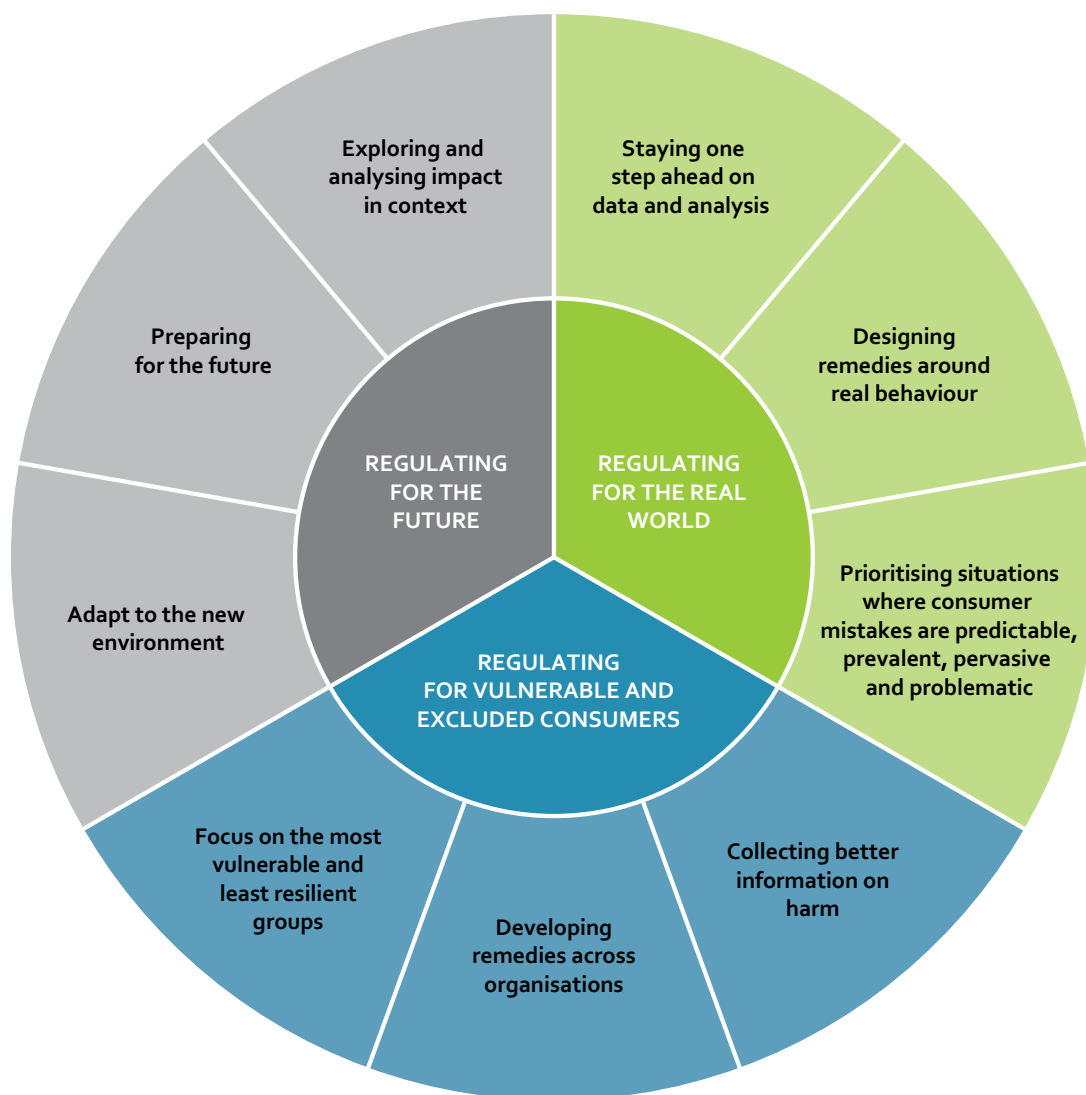 Exploring and
analysing impact
in context
Staying one
step ahead on
data and analysis
Preparing
for the future
Designing
remedies around
real behaviour
REGULATING
FOR THE
FUTURE
REGULATING
FOR THE REAL
WORLD
Adapt to the new
environment
Prioritising situations
where consumer
mistakes are predictable,
prevalent, pervasive
and problematic
REGULATING
FOR VULNERABLE AND
EXCLUDED CONSUMERS
Focus on the most
vulnerable and
least resilient
groups
Developing
remedies across
organisations
Collecting better
information on
harm